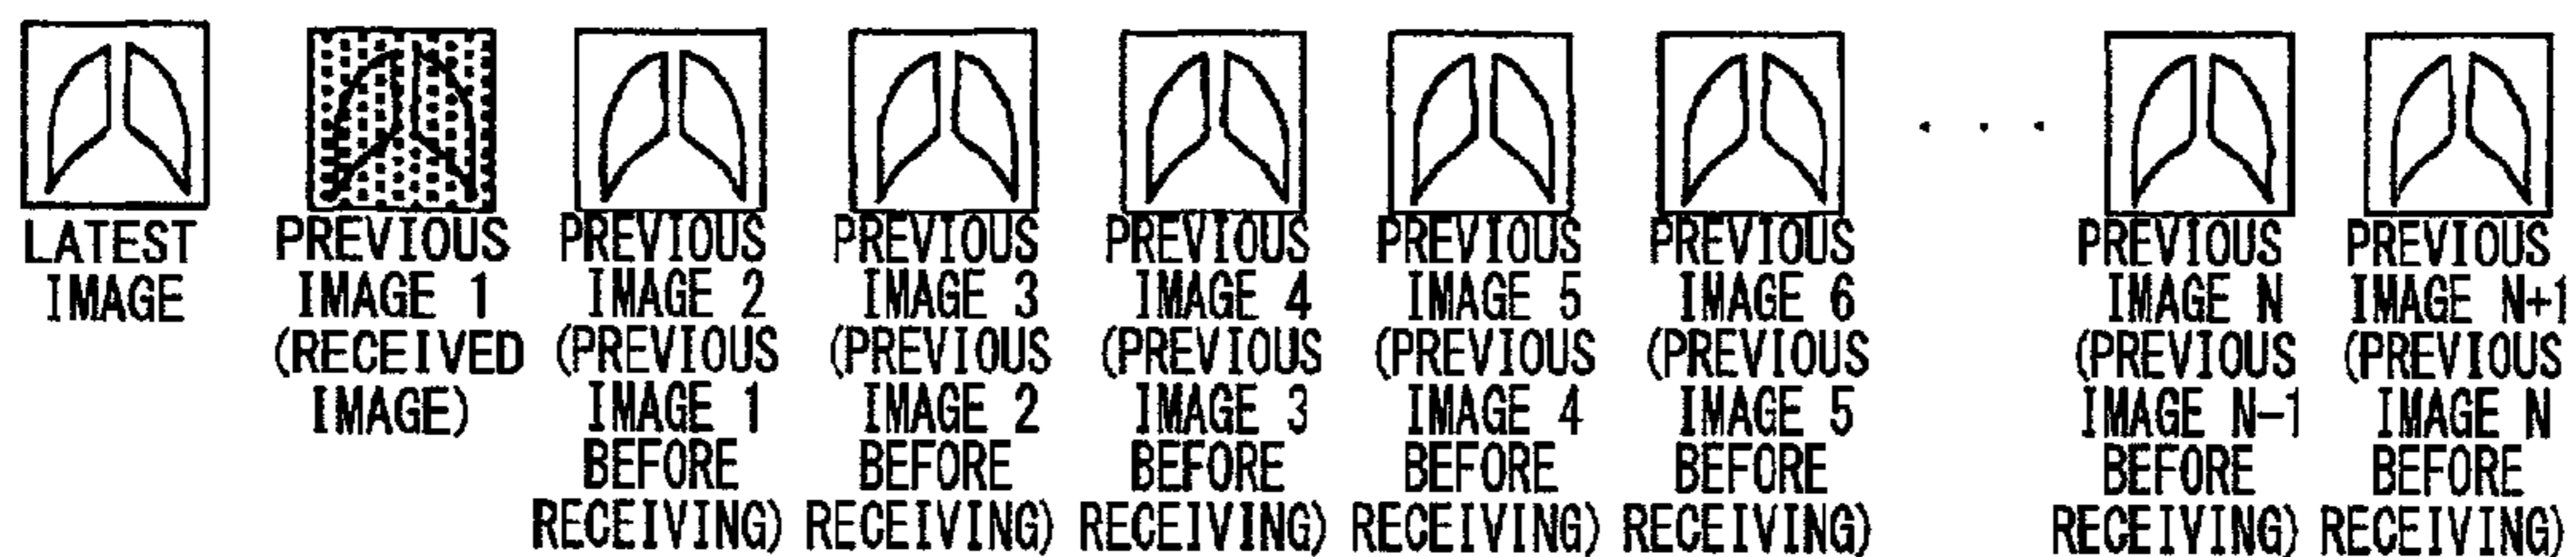 LATEST
IMAGE
PREVIOUS
IMAGE 1
(RECEIVED
IMAGE)
PREVIOUS
IMAGE 2
(PREVIOUS
IMAGE 1
BEFORE
RECEIVING)
PREVIOUS
IMAGE 3
(PREVIOUS
IMAGE 2
BEFORE
RECEIVING)
PREVIOUS
IMAGE 4
(PREVIOUS
IMAGE 3
BEFORE
RECEIVING)
PREVIOUS
IMAGE 5
(PREVIOUS
IMAGE 4
BEFORE
RECEIVING)
PREVIOUS
IMAGE 6
(PREVIOUS
IMAGE 5
BEFORE
RECEIVING)
. . .
PREVIOUS
IMAGE N
(PREVIOUS
IMAGE N-1
BEFORE
RECEIVING)
PREVIOUS
IMAGE N+1
(PREVIOUS
IMAGE N
BEFORE
RECEIVING)